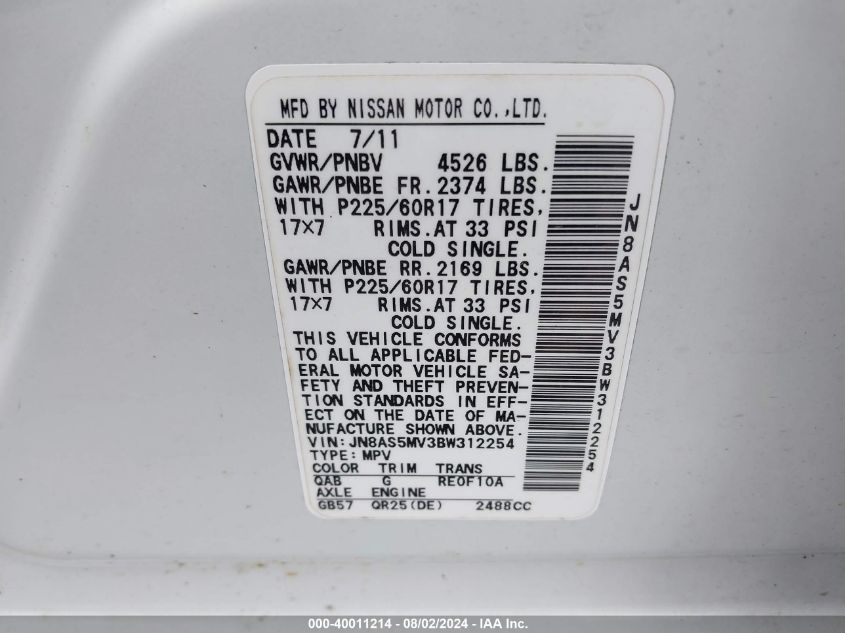 MFD BY NISSAN MOTOR CO.,LTD.
DATE 7/11
GVWR/PNBV 4526 LBS.
GAWR/PNBE FR. 2374 LBS.
WITH P225/60R17 TIRES,
17×7 RIMS.AT 33 PSI
COLD SINGLE.
GAWR/PNBE RR. 2169 LBS.
WITH P225/60R17 TIRES.
17×7 RIMS.AT 33 PSI
COLD SINGLE.
THIS VEHICLE CONFORMS
TO ALL APPLICABLE FED-
ERAL MOTOR VEHICLE SA-
FETY AND THEFT PREVEN-
TION STANDARDS IN EFF-
ECT ON THE DATE OF MA-
NUFACTURE SHOWN ABOVE.
VIN:JN8AS5MV3BW312254
TYPE:MPV
COLOR TRIM TRANS
QAB G RE0F10A
AXLE ENGINE
GB57 QR25(DE) 2488CC
JN8AS5MV3BW312254
000-40011214 - 08/02/2024 - IAA Inc.